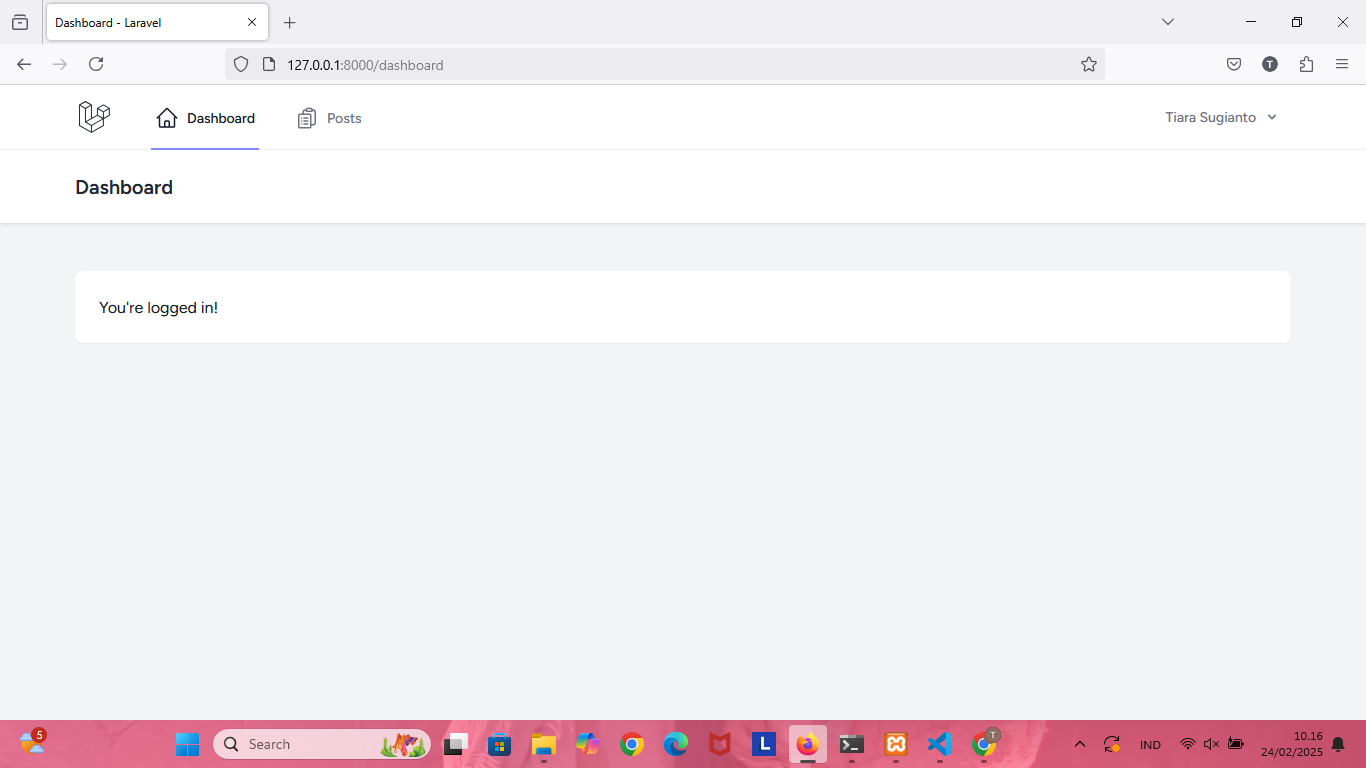 Dashboard - Laravel
127.0.0.1:8000/dashboard
T
Dashboard
Posts
Tiara Sugianto
Dashboard
You're logged in!
5
Search
L
T
IND
10.16
24/02/2025